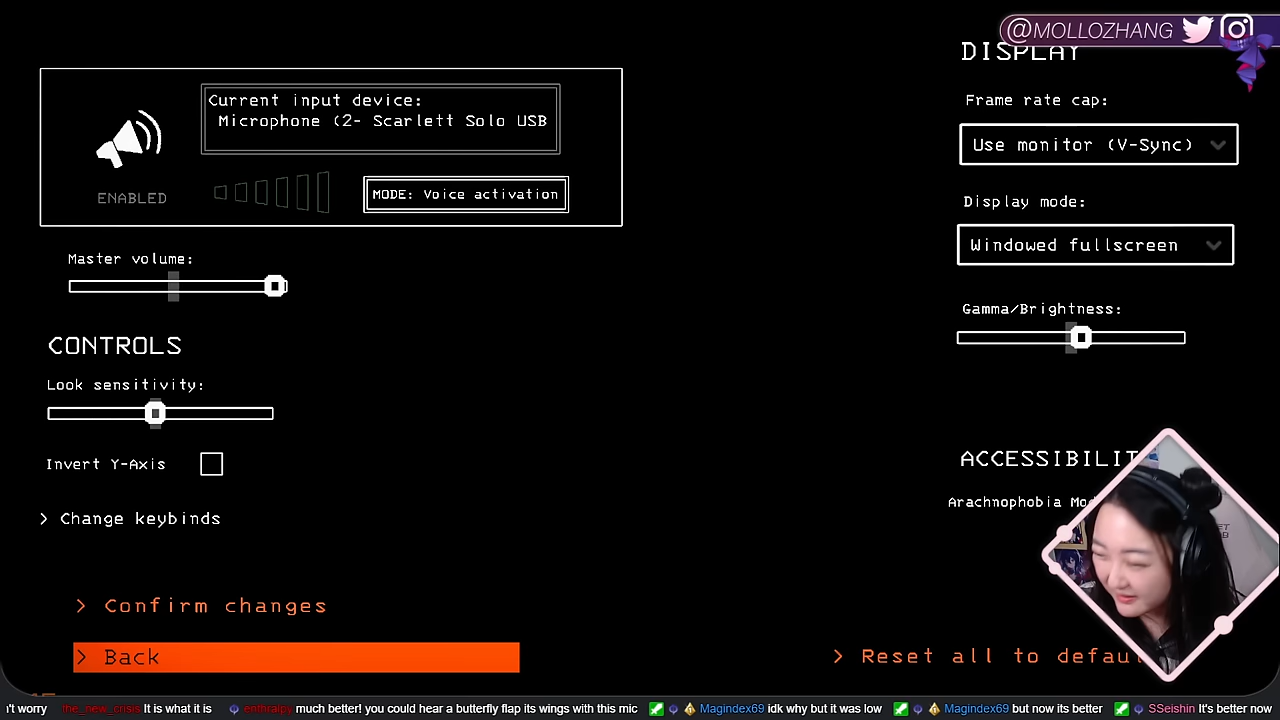 @MOLLOZHANG
Current input device:
Microphone (2- Scarlett Solo USB
ENABLED
MODE: Voice activation
Master volume:
CONTROLS
Look sensitivity:
Invert Y-Axis
> Change keybinds
> Confirm changes
> Back
DISPLAY
Frame rate cap:
Use monitor (V-Sync)
Display mode:
Windowed fullscreen
Gamma/Brightness:
ACCESSIBILIT
Arachnophobia Mo
> Reset all to defau
i't worry the_new_crisis It is what it is enthralpy much better! you could hear a butterfly flap its wings with this mic Magindex69 idk why but it was low Magindex69 but now its better SSeishin It's better now